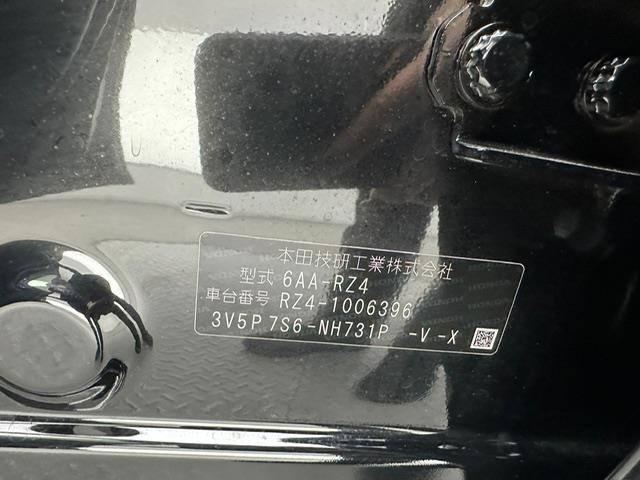 本田技研工業株式会社
型式 6AA-RZ4
車台番号 RZ4-1006396
3V5P 7S6-NH731P -V -X